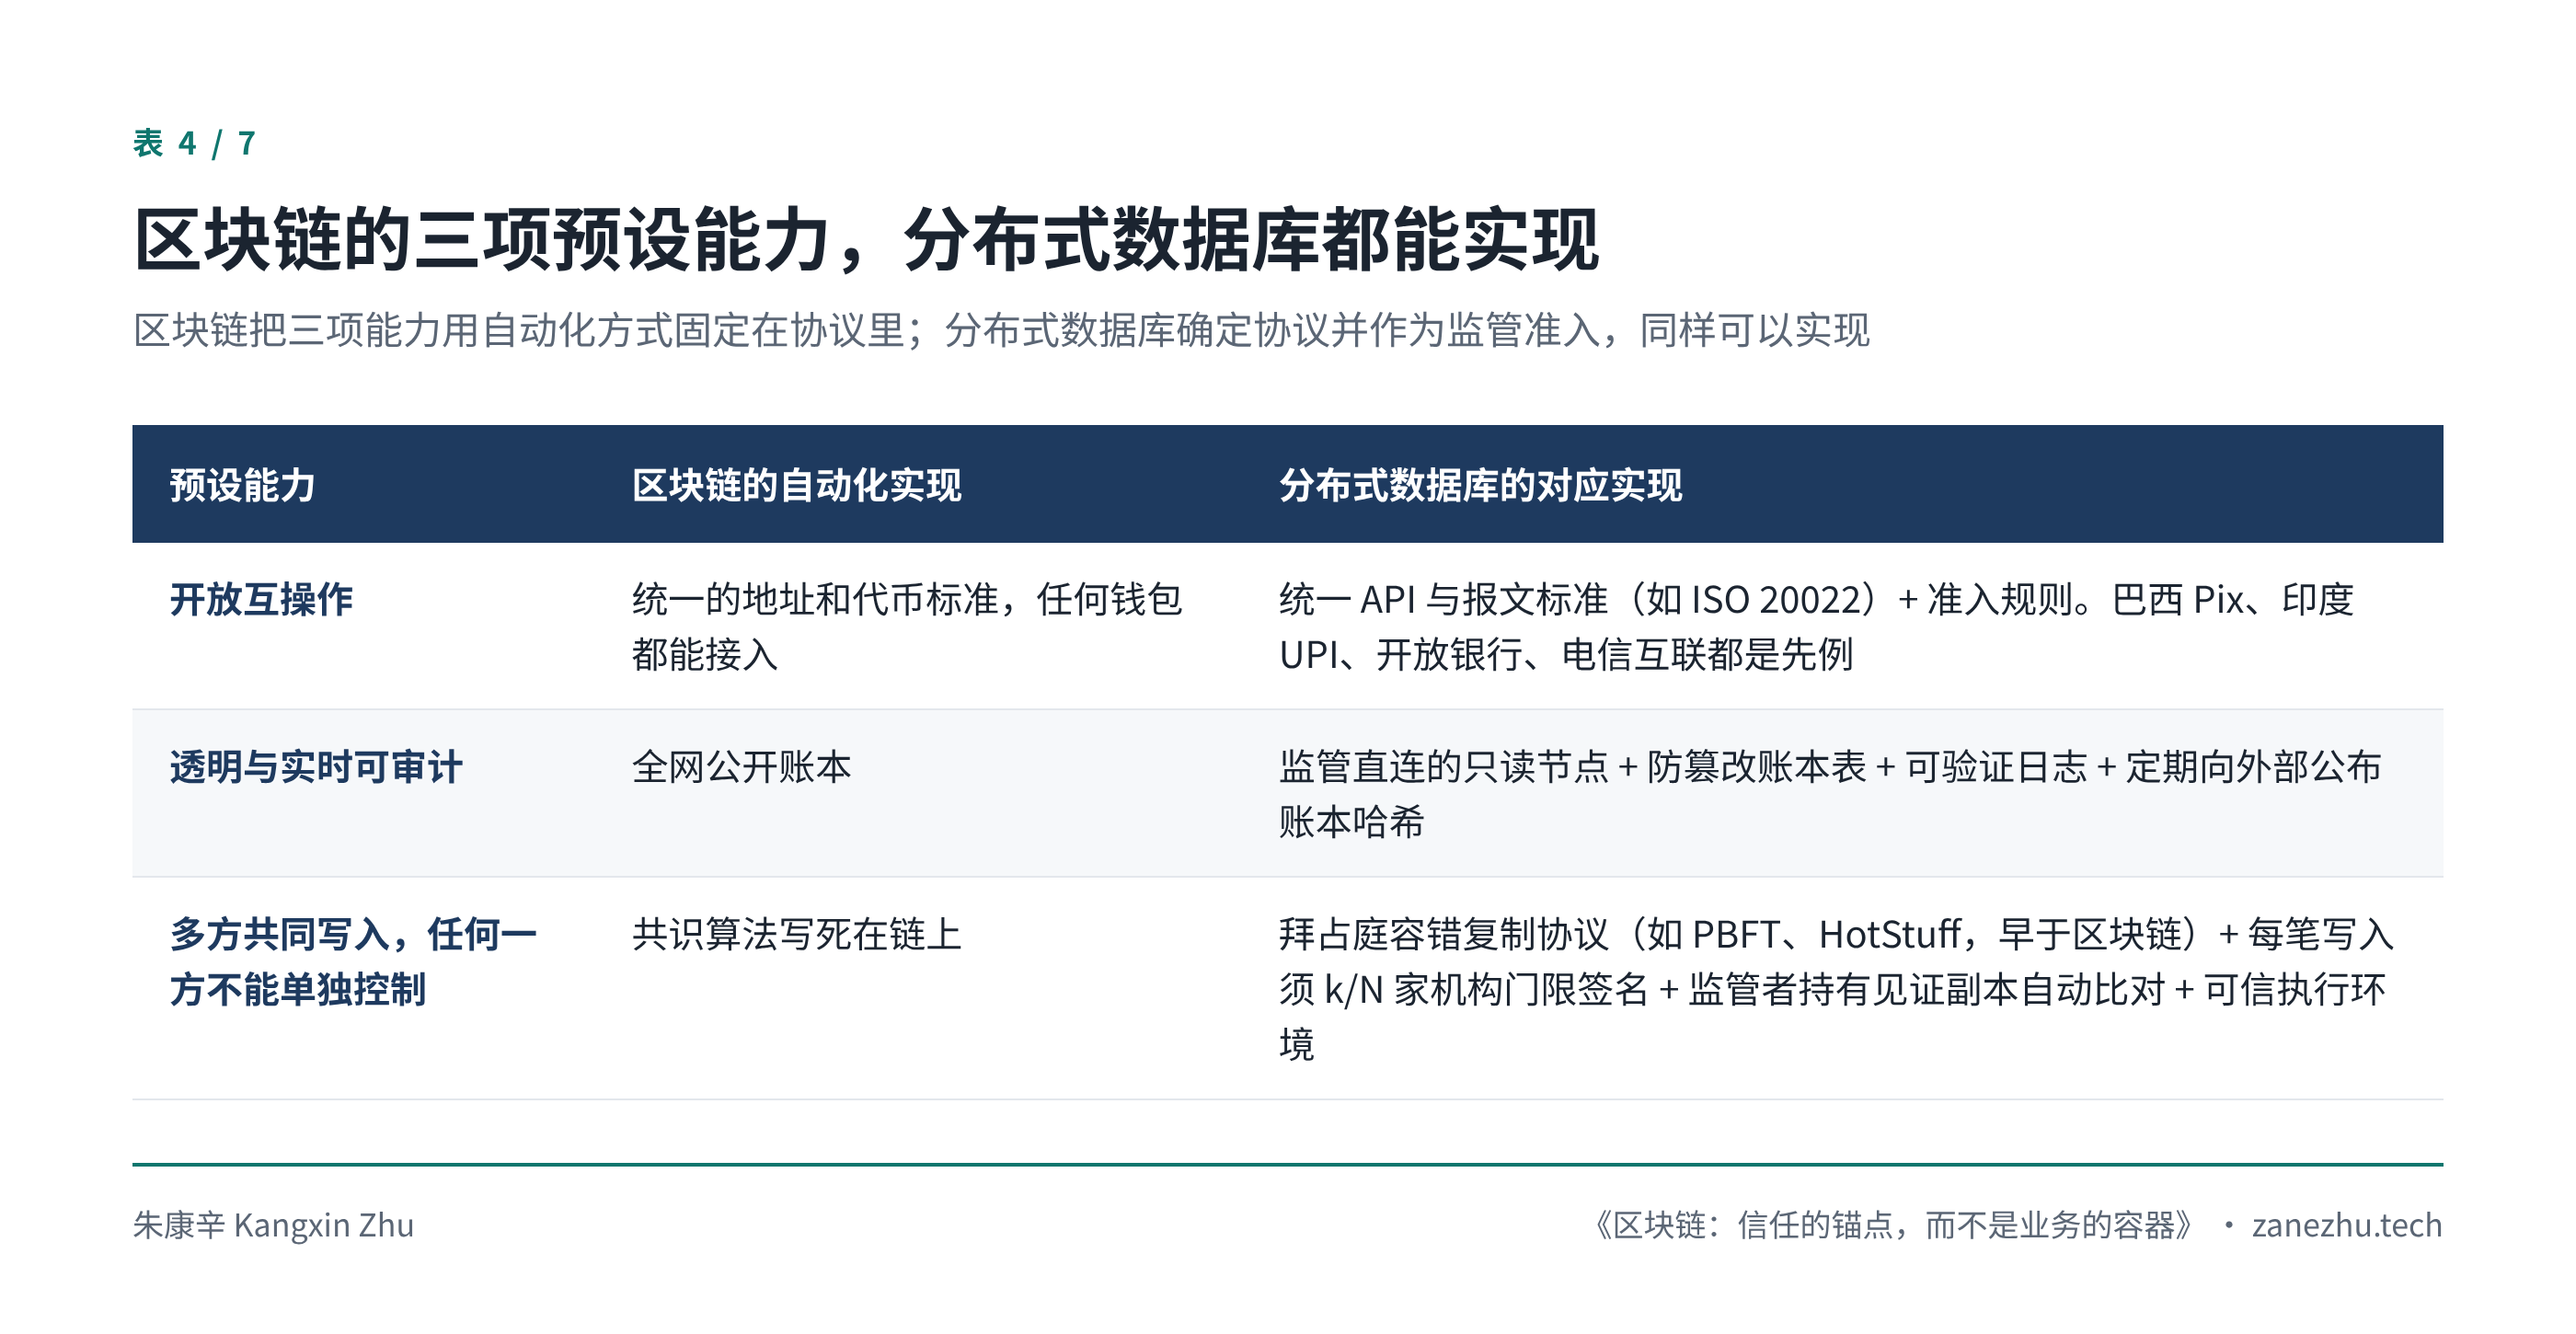 表 4 / 7
区块链的三项预设能力，分布式数据库都能实现
区块链把三项能力用自动化方式固定在协议里；分布式数据库确定协议并作为监管准入，同样可以实现
预设能力
区块链的自动化实现
分布式数据库的对应实现
开放互操作
统一的地址和代币标准，任何钱包
都能接入
统一 API 与报文标准（如 ISO 20022）+ 准入规则。巴西 Pix、印度
UPI、开放银行、电信互联都是先例
透明与实时可审计
全网公开账本
监管直连的只读节点 + 防篡改账本表 + 可验证日志 + 定期向外部公布
账本哈希
多方共同写入，任何一
方不能单独控制
共识算法写死在链上
拜占庭容错复制协议（如 PBFT、HotStuff，早于区块链）+ 每笔写入
须 k/N 家机构门限签名 + 监管者持有见证副本自动比对 + 可信执行环
境
朱康辛 Kangxin Zhu
《区块链：信任的锚点，而不是业务的容器》 · zanezhu.tech